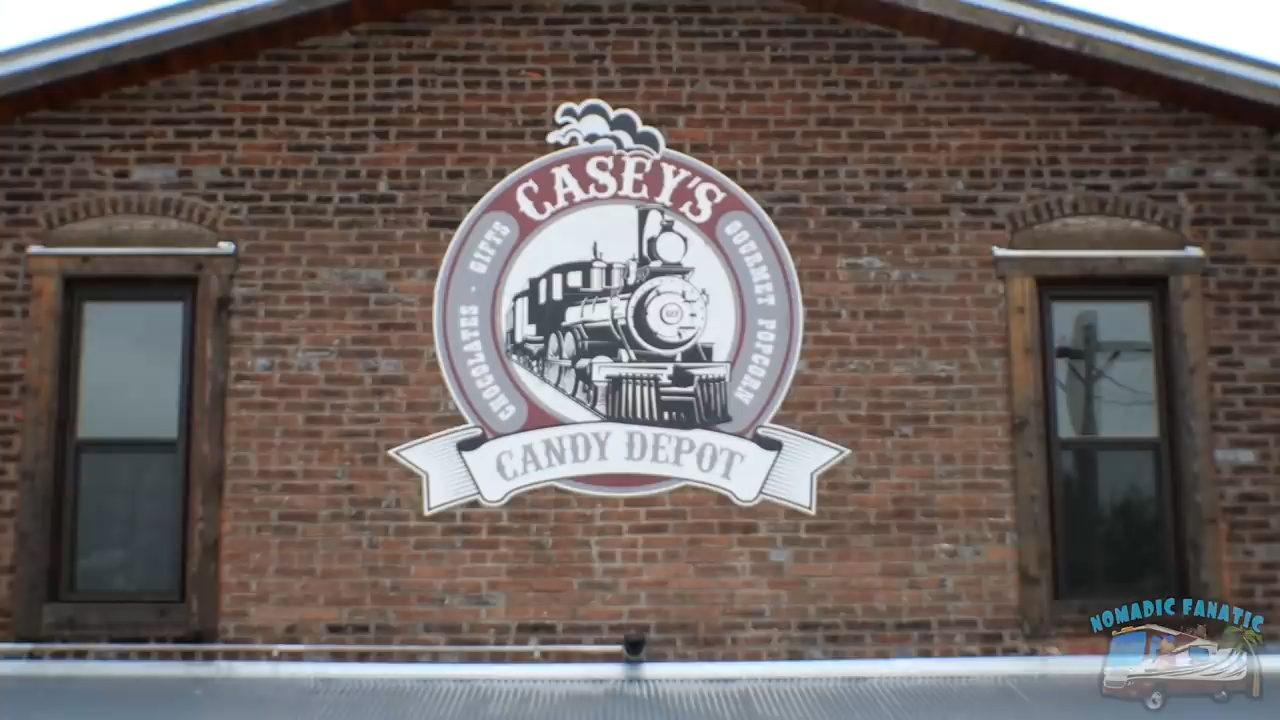 CASEY'S
CHOCOLATES · GIFTS
GOURMET POPCORN
CANDY DEPOT
NOMADIC FANATIC